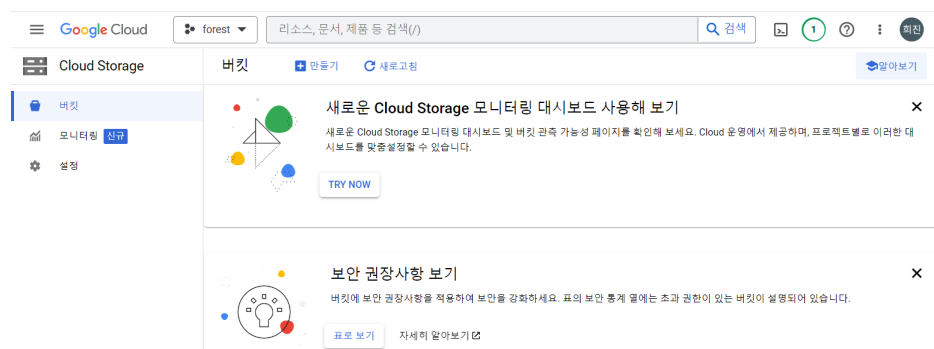 Google Cloud
forest
리소스, 문서, 제품 등 검색(/)
검색
1
희진
Cloud Storage
버킷
만들기
새로고침
알아보기
버킷
모니터링 신규
설정
새로운 Cloud Storage 모니터링 대시보드 사용해 보기
새로운 Cloud Storage 모니터링 대시보드 및 버킷 관측 가능성 페이지를 확인해 보세요. Cloud 운영에서 제공하며, 프로젝트별로 이러한 대
시보드를 맞춤설정할 수 있습니다.
TRY NOW
보안 권장사항 보기
버킷에 보안 권장사항을 적용하여 보안을 강화하세요. 표의 보안 통계 열에는 초과 권한이 있는 버킷이 설명되어 있습니다.
표로 보기
자세히 알아보기